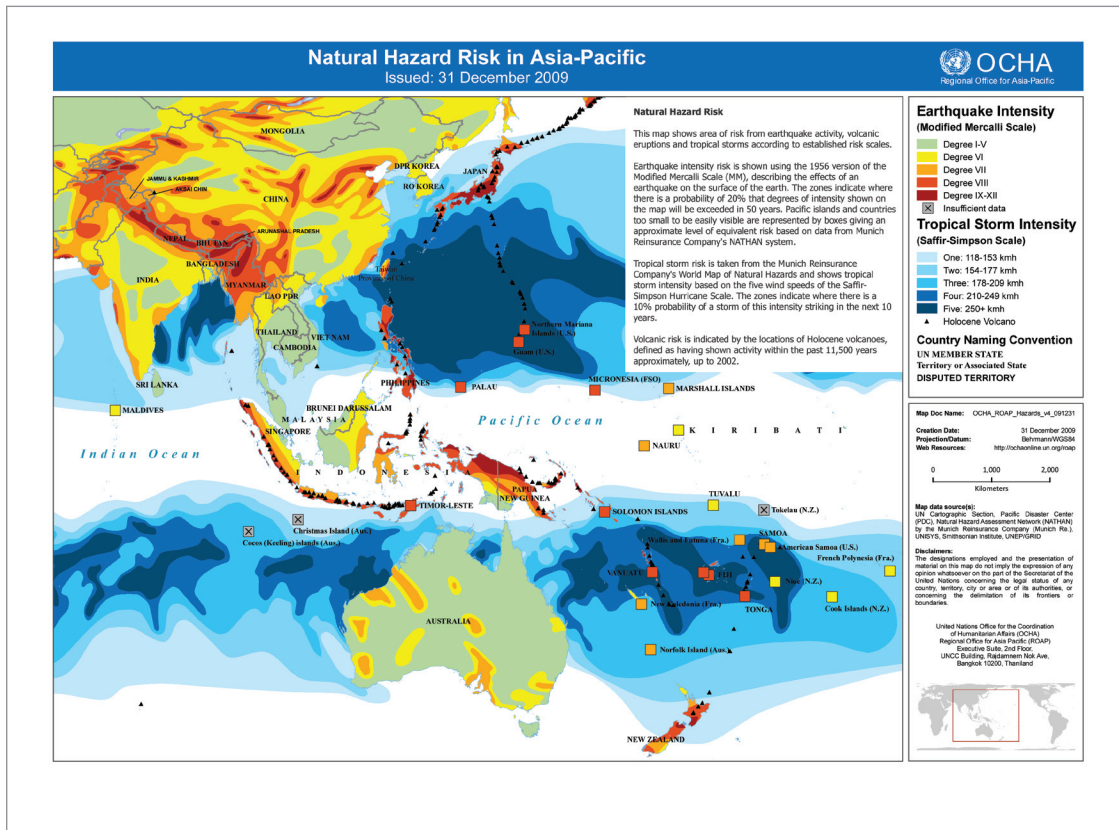 Natural Hazard Risk in Asia-Pacific
Issued: 31 December 2009
OCHA
Regional Office for Asia-Pacific
Natural Hazard Risk
This map shows area of risk from earthquake activity, volcanic
eruptions and tropical storms according to established risk scales.
Earthquake intensity risk is shown using the 1956 version of the
Modified Mercalli Scale (MM), describing the effects of an
earthquake on the surface of the earth. The zones indicate where
there is a probability of 20% that degrees of intensity shown on
the map will be exceeded in 50 years. Pacific islands and countries
too small to be easily visible are represented by boxes giving an
approximate level of equivalent risk based on data from Munich
Reinsurance Company's NATHAN system.
Tropical storm risk is taken from the Munich Reinsurance
Company's World Map of Natural Hazards and shows tropical
storm intensity based on the five wind speeds of the Saffir-
Simpson Hurricane Scale. The zones indicate where there is a
10% probability of a storm of this intensity striking in the next 10
years.
Volcanic risk is indicated by the locations of Holocene volcanoes,
defined as having shown activity within the past 11,500 years
approximately, up to 2002.
MONGOLIA
DPR KOREA
RO KOREA
JAPAN
JAMMU & KASHMIR
AKSAI CHIN
CHINA
ARUNASHAL PRADESH
NEPAL
BHUTAN
BANGLADESH
INDIA
MYANMAR
Taiwan
Province of China
LAO PDR
THAILAND
VIET NAM
CAMBODIA
Northern Mariana
Islands (U.S.)
Guam (U.N.)
SRI LANKA
PHILIPPINES
PALAU
MICRONESIA (FSO)
MARSHALL ISLANDS
MALDIVES
BRUNEI DARUSSALAM
MALAYSIA
SINGAPORE
Pacific Ocean
KIRIBATI
NAURU
Indian Ocean
INDONESIA
PAPUA
NEW GUINEA
TIMOR-LESTE
SOLOMON ISLANDS
TUVALU
Tokelau (N.Z.)
Christmas Island (Aus.)
Cocos (Keeling) islands (Aus.)
Wallis and Futuna (Fra.)
SAMOA
American Samoa (U.S.)
French Polynesia (Fra.)
VANUATU
FIJI
Niue (N.Z.)
New Caledonia (Fra.)
TONGA
Cook Islands (N.Z.)
AUSTRALIA
Norfolk Island (Aus.)
NEW ZEALAND
Earthquake Intensity
(Modified Mercalli Scale)
Degree I-V
Degree VI
Degree VII
Degree VIII
Degree IX-XII
Insufficient data
Tropical Storm Intensity
(Saffir-Simpson Scale)
One: 118-153 kmh
Two: 154-177 kmh
Three: 178-209 kmh
Four: 210-249 kmh
Five: 250+ kmh
Holocene Volcano
Country Naming Convention
UN MEMBER STATE
Territory or Associated State
DISPUTED TERRITORY
Map Doc Name: OCHA_ROAP_Hazards_v4_091231
Creation Date: 31 December 2009
Projection/Datum: Behrmann/WGS84
Web Resources: http://ochaonline.un.org/roap
0 1,000 2,000
Kilometers
Map data source(s):
UN Cartographic Section, Pacific Disaster Center
(PDC), Natural Hazard Assessment Network (NATHAN)
by the Munich Reinsurance Company (Munich Re.),
UNISYS, Smithsonian Institute, UNEP/GRID
Disclaimers:
The designations employed and the presentation of
material on this map do not imply the expression of any
opinion whatsoever on the part of the Secretariat of the
United Nations concerning the legal status of any
country, territory, city or area or of its authorities, or
concerning the delimitation of its frontiers or
boundaries.
United Nations Office for the Coordination
of Humanitarian Affairs (OCHA)
Regional Office for Asia Pacific (ROAP)
Executive Suite, 2nd Floor,
UNCC Building, Rajdamnern Nok Ave,
Bangkok 10200, Thaniland